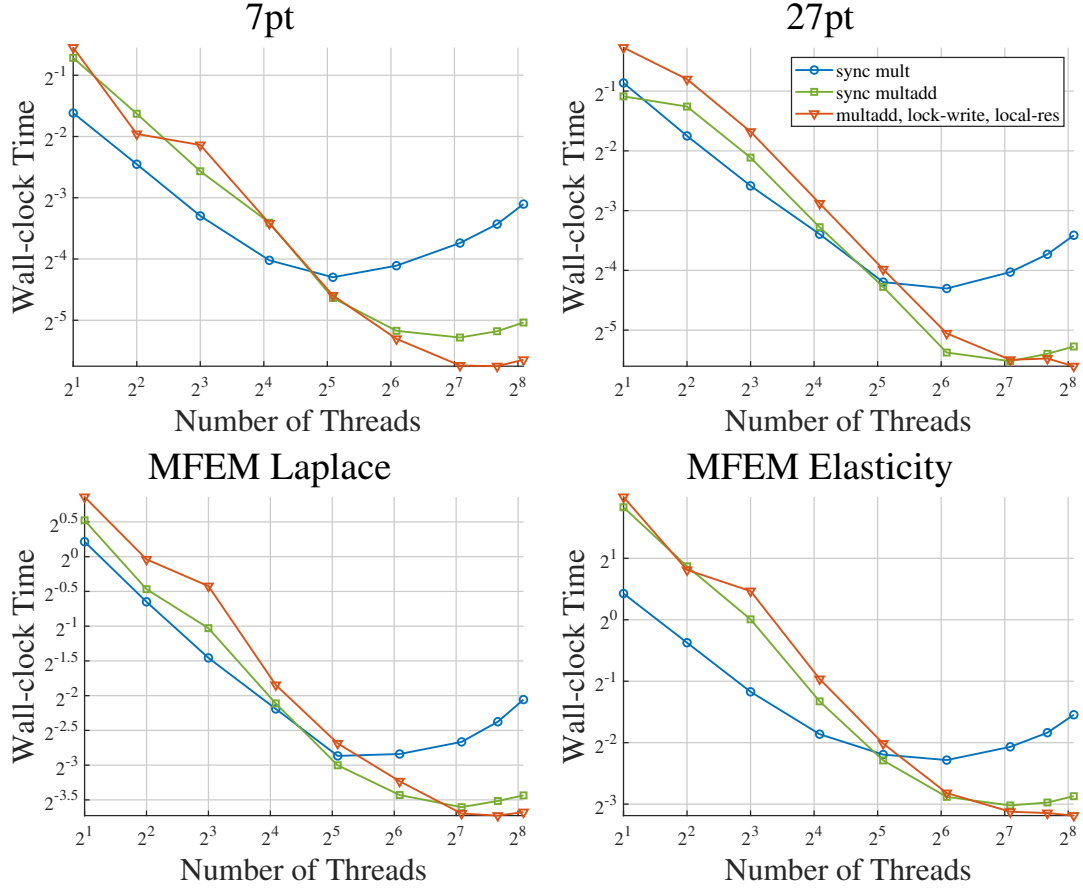 7pt
2^-1
2^-2
2^-3
2^-4
2^-5
Wall-clock Time
2^1 2^2 2^3 2^4 2^5 2^6 2^7 2^8
Number of Threads
27pt
sync mult
sync multadd
multadd, lock-write, local-res
2^-1
2^-2
2^-3
2^-4
2^-5
Wall-clock Time
2^1 2^2 2^3 2^4 2^5 2^6 2^7 2^8
Number of Threads
MFEM Laplace
2^0.5
2^0
2^-0.5
2^-1
2^-1.5
2^-2
2^-2.5
2^-3
2^-3.5
Wall-clock Time
2^1 2^2 2^3 2^4 2^5 2^6 2^7 2^8
Number of Threads
MFEM Elasticity
2^1
2^0
2^-1
2^-2
2^-3
Wall-clock Time
2^1 2^2 2^3 2^4 2^5 2^6 2^7 2^8
Number of Threads